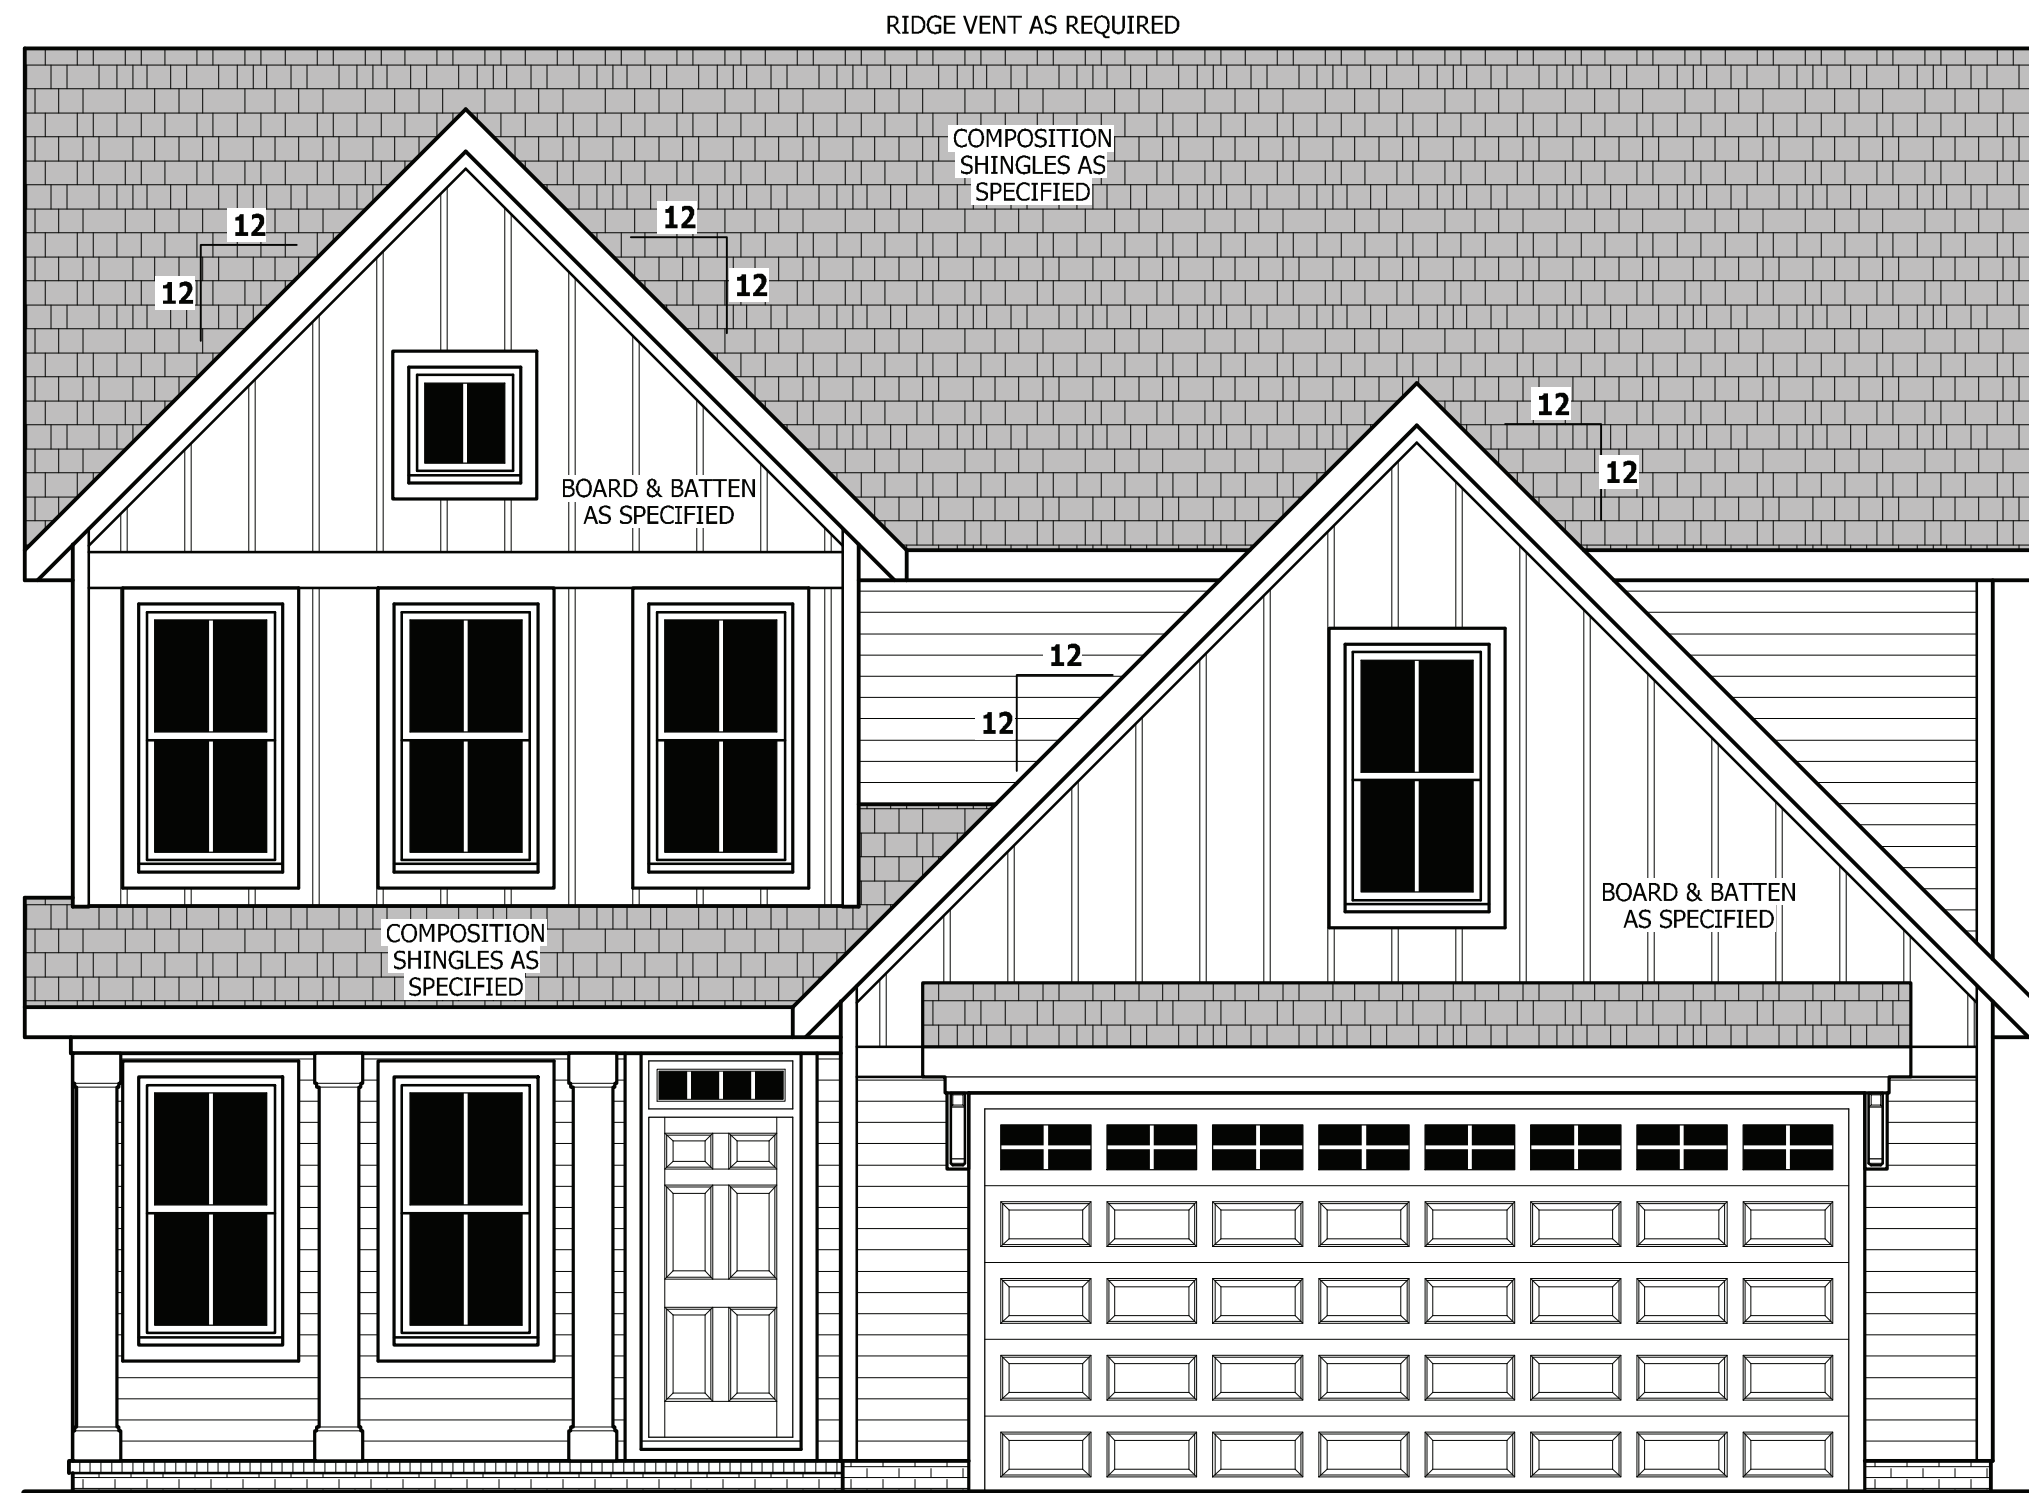 RIDGE VENT AS REQUIRED
COMPOSITION
SHINGLES AS
SPECIFIED
12
12
12
12
12
12
BOARD & BATTEN
AS SPECIFIED
12
12
BOARD & BATTEN
AS SPECIFIED
COMPOSITION
SHINGLES AS
SPECIFIED